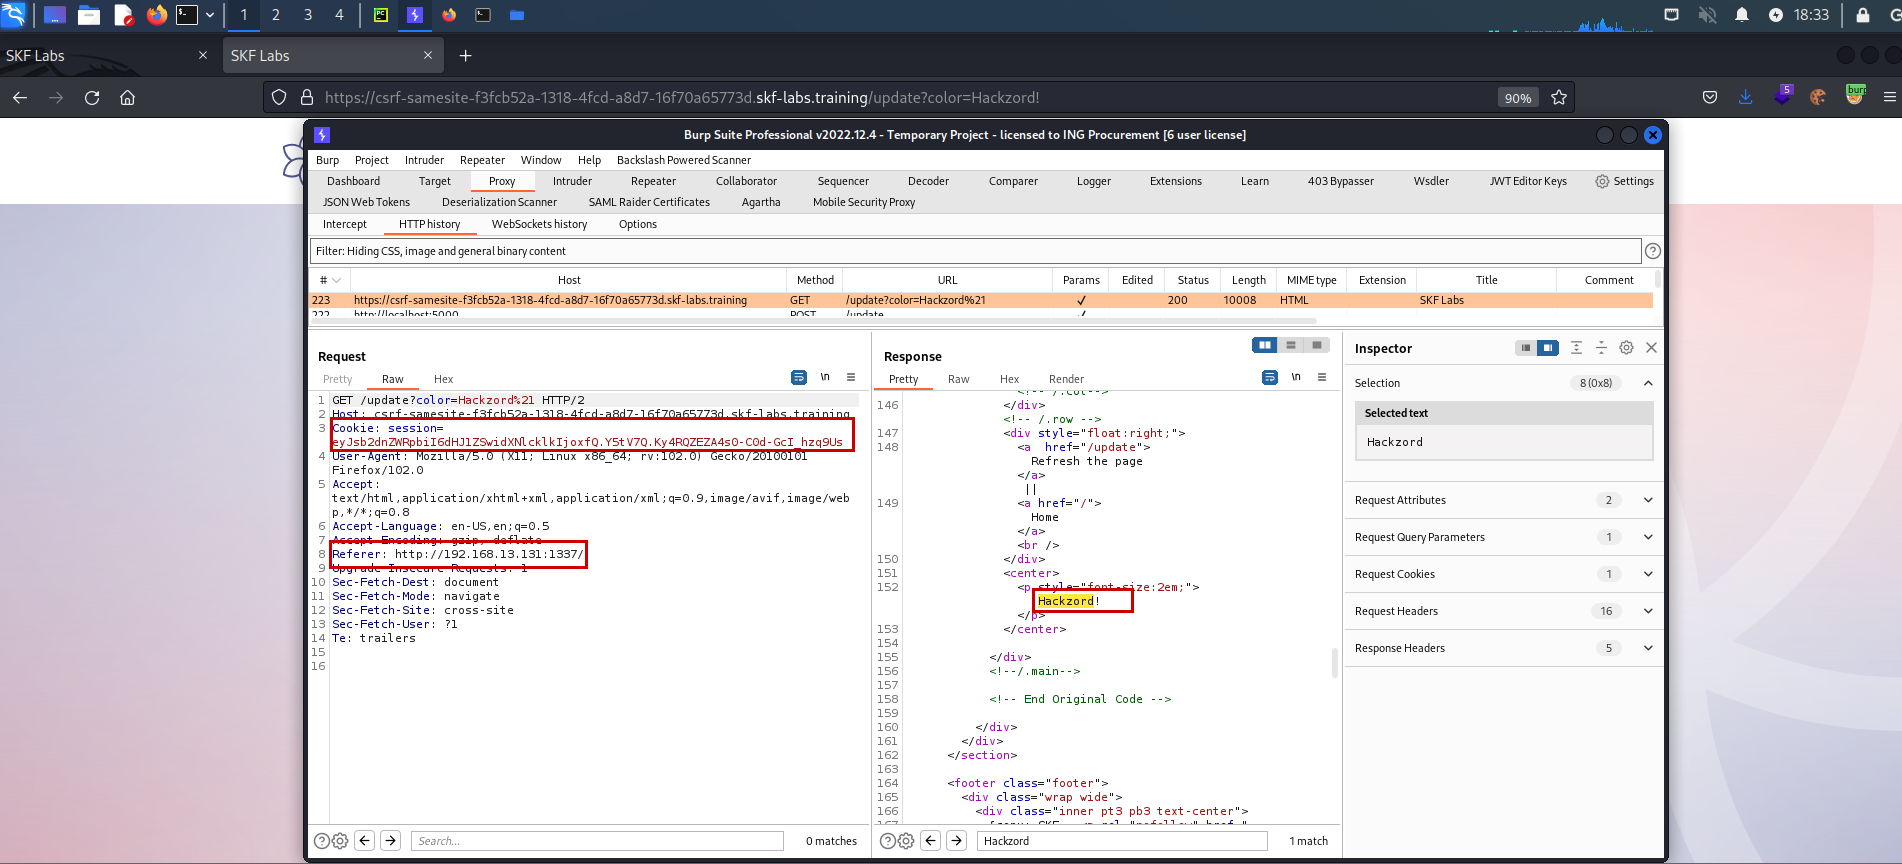 1 2 3 4 18:33
SKF Labs × SKF Labs × +
https://csrf-samesite-f3fcb52a-1318-4fcd-a8d7-16f70a65773d.skf-labs.training/update?color=Hackzord! 90% 5 burp
Burp Suite Professional v2022.12.4 - Temporary Project - licensed to ING Procurement [6 user license]
Burp Project Intruder Repeater Window Help Backslash Powered Scanner
Dashboard Target Proxy Intruder Repeater Collaborator Sequencer Decoder Comparer Logger Extensions Learn 403 Bypasser Wsdler JWT Editor Keys Settings
JSON Web Tokens Deserialization Scanner SAML Raider Certificates Agartha Mobile Security Proxy
Intercept HTTP history WebSockets history Options
Filter: Hiding CSS, image and general binary content
# Host Method URL Params Edited Status Length MIME type Extension Title Comment
223 https://csrf-samesite-f3fcb52a-1318-4fcd-a8d7-16f70a65773d.skf-labs.training GET /update?color=Hackzord%21 ✓ 200 10008 HTML SKF Labs
222 http://localhost:5000 POST /update ✓
Request
Pretty Raw Hex \n
1 GET /update?color=Hackzord%21 HTTP/2
2 Host: csrf-samesite-f3fcb52a-1318-4fcd-a8d7-16f70a65773d.skf-labs.training
3 Cookie: session=
eyJsb2dnZWRpbiI6dHJ1ZSwidXNlcklkIjoxfQ.Y5tV7Q.Ky4RQZEZA4s0-C0d-GcI_hzq9Us
4 User-Agent: Mozilla/5.0 (X11; Linux x86_64; rv:102.0) Gecko/20100101
Firefox/102.0
5 Accept:
text/html,application/xhtml+xml,application/xml;q=0.9,image/avif,image/web
p,*/*;q=0.8
6 Accept-Language: en-US,en;q=0.5
7 Accept-Encoding: gzip, deflate
8 Referer: http://192.168.13.131:1337/
9 Upgrade-Insecure-Requests: 1
10 Sec-Fetch-Dest: document
11 Sec-Fetch-Mode: navigate
12 Sec-Fetch-Site: cross-site
13 Sec-Fetch-User: ?1
14 Te: trailers
15
16
Search... 0 matches
Response
Pretty Raw Hex Render \n
<!-- /.col-->
146 </div>
<!-- /.row -->
147 <div style="float:right;">
148 <a href="/update">
Refresh the page
</a>
||
149 <a href="/">
Home
</a>
<br />
150 </div>
151 <center>
152 <p style="font-size:2em;">
Hackzord!
</p>
153 </center>
154
155 </div>
156 <!--/.main-->
157
158 <!-- End Original Code -->
159
160 </div>
161 </div>
162 </section>
163
164 <footer class="footer">
165 <div class="wrap wide">
166 <div class="inner pt3 pb3 text-center">
167
Hackzord 1 match
Inspector
Selection 8 (0x8)
Selected text
Hackzord
Request Attributes 2
Request Query Parameters 1
Request Cookies 1
Request Headers 16
Response Headers 5